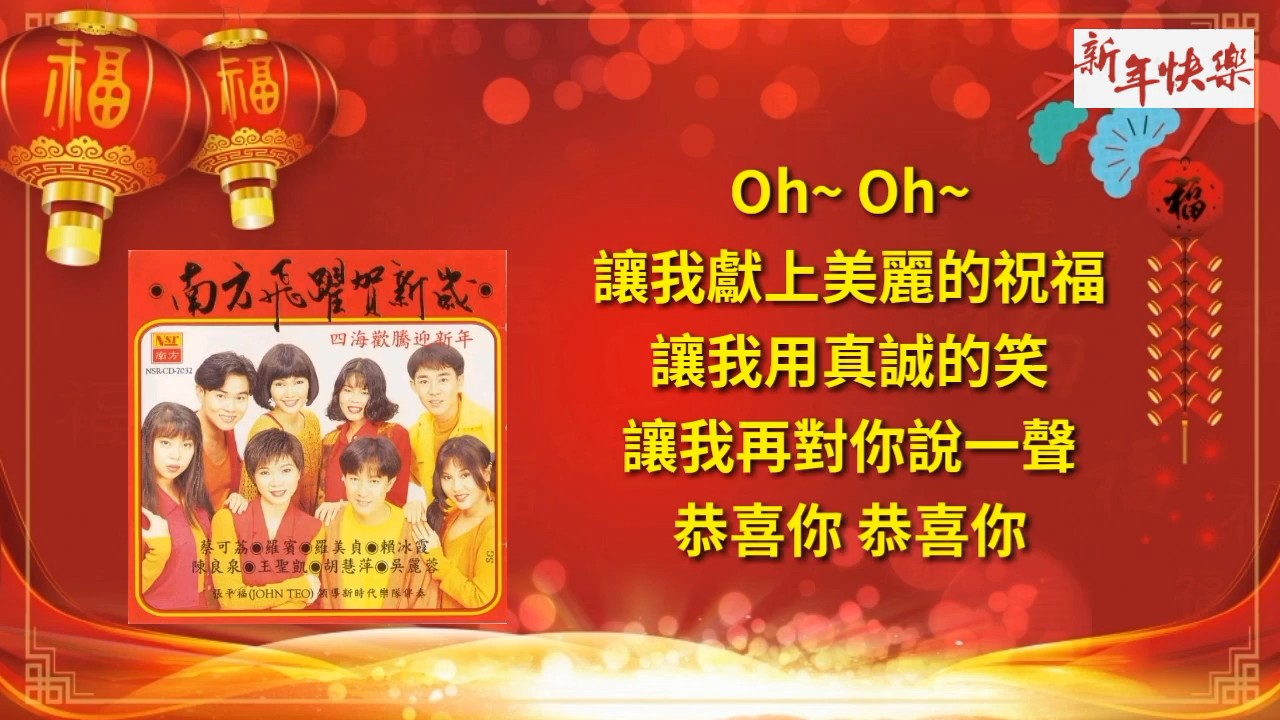 福
福
新年快樂
福
Oh~ Oh~
讓我獻上美麗的祝福
讓我用真誠的笑
讓我再對你說一聲
恭喜你 恭喜你
南方飛躍賀新歲
四海歡騰迎新年
NSR
南方
NSR-CD-7032
蔡可荔◉羅賓◉羅美貞◉賴冰霞
陳良泉◉王聖凱◉胡慧萍◉吳麗蓉
張平福(JOHN TEO) 領導新時代樂隊伴奏
SG